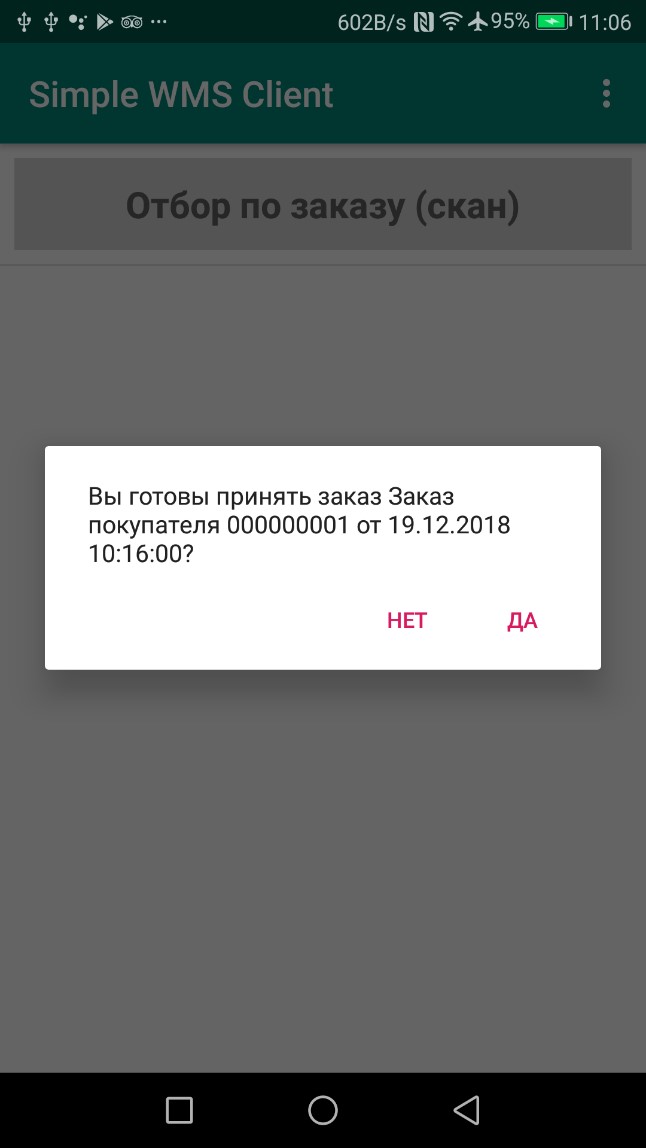 602B/s 95% 11:06
Simple WMS Client
Отбор по заказу (скан)
Вы готовы принять заказ Заказ
покупателя 000000001 от 19.12.2018
10:16:00?
НЕТ ДА